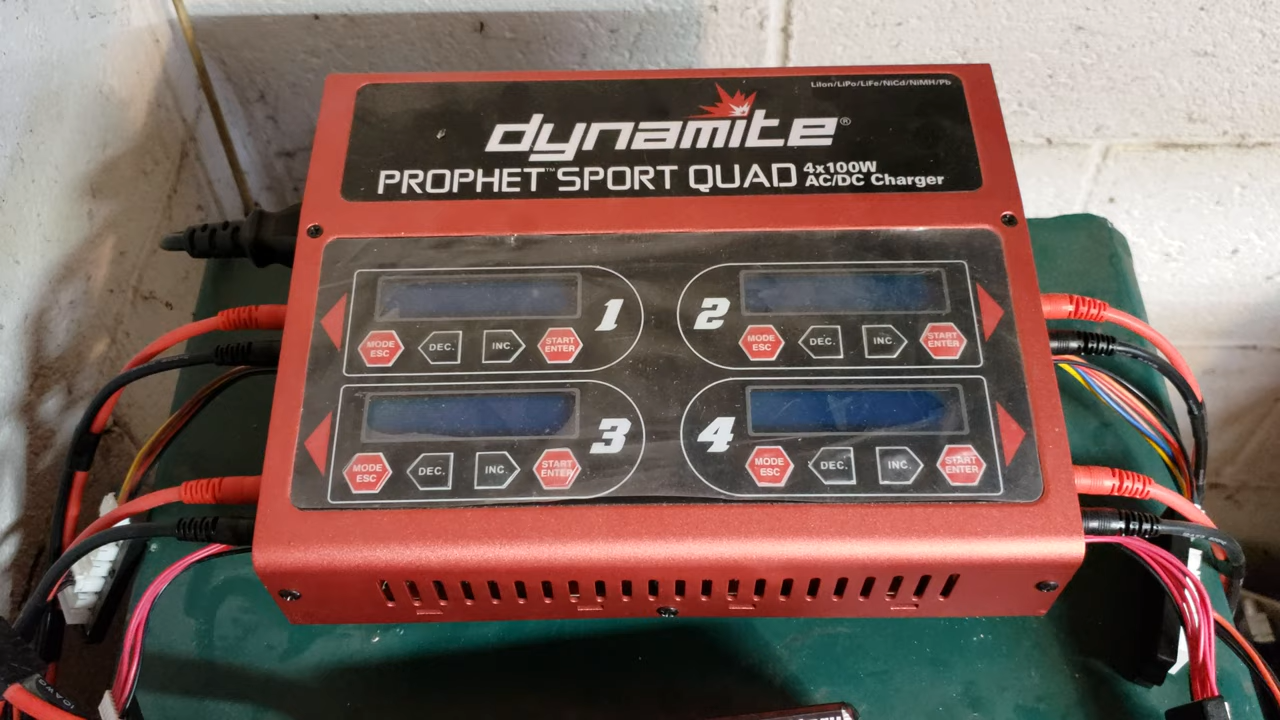 LiIon/LiPo/LiFe/NiCd/NiMH/Pb
dynamite®
PROPHET™ SPORT QUAD 4x100W AC/DC Charger
1
MODE ESC DEC. INC. START ENTER
2
MODE ESC DEC. INC. START ENTER
3
MODE ESC DEC. INC. START ENTER
4
MODE ESC DEC. INC. START ENTER
10AWG